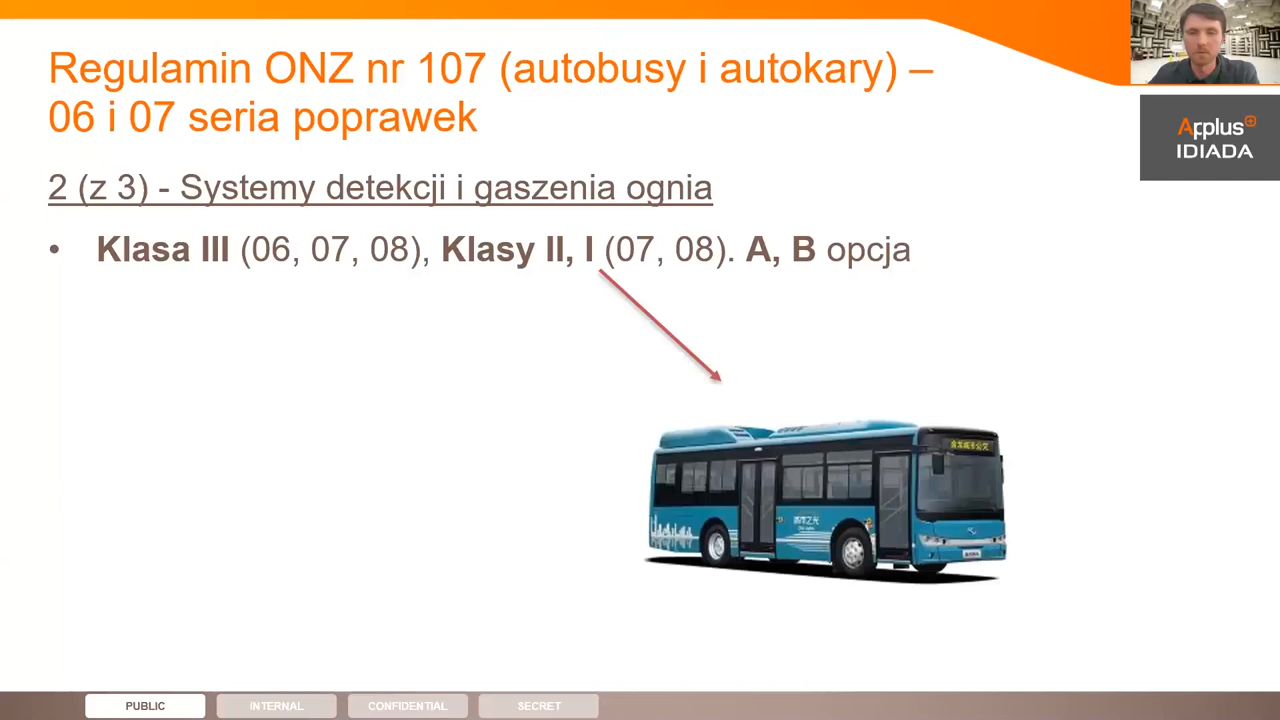 Regulamin ONZ nr 107 (autobusy i autokary) –
06 i 07 seria poprawek
Applus+
IDIADA
2 (z 3) - Systemy detekcji i gaszenia ognia
• Klasa III (06, 07, 08), Klasy II, I (07, 08). A, B opcja
PUBLIC
INTERNAL
CONFIDENTIAL
SECRET